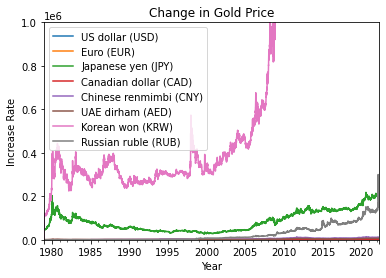 Change in Gold Price
1e6
1.0
0.8
0.6
0.4
0.2
0.0
Increase Rate
US dollar (USD)
Euro (EUR)
Japanese yen (JPY)
Canadian dollar (CAD)
Chinese renmimbi (CNY)
UAE dirham (AED)
Korean won (KRW)
Russian ruble (RUB)
1980 1985 1990 1995 2000 2005 2010 2015 2020
Year